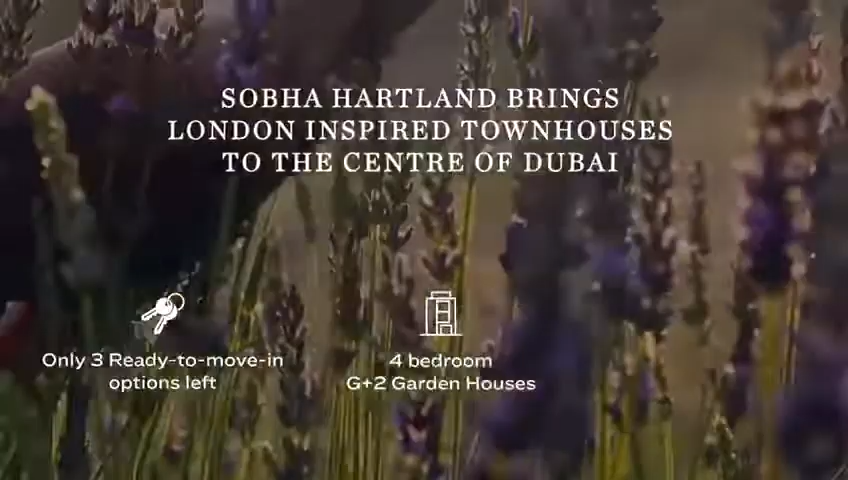 SOBHA HARTLAND BRINGS
LONDON INSPIRED TOWNHOUSES
TO THE CENTRE OF DUBAI
Only 3 Ready-to-move-in
options left
4 bedroom
G+2 Garden Houses